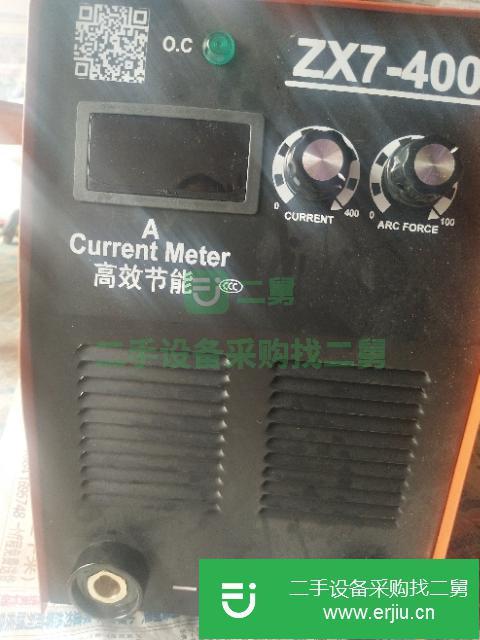 O.C
ZX7-400
0 CURRENT 400
0 ARC FORCE 100
A
Current Meter
高效节能
二舅
二手设备采购找二舅
二手设备采购找二舅
www.erjiu.cn